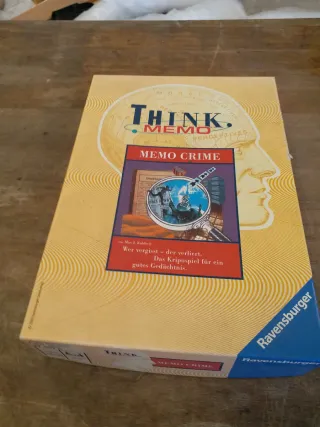 THINK.
MEMO
MEMO CRIME
Wer vergisst – der verliert.
Das Krimispiel für ein
gutes Gedächtnis.
Ravensburger
THINK.
MEMO CRIME
Ravensburger